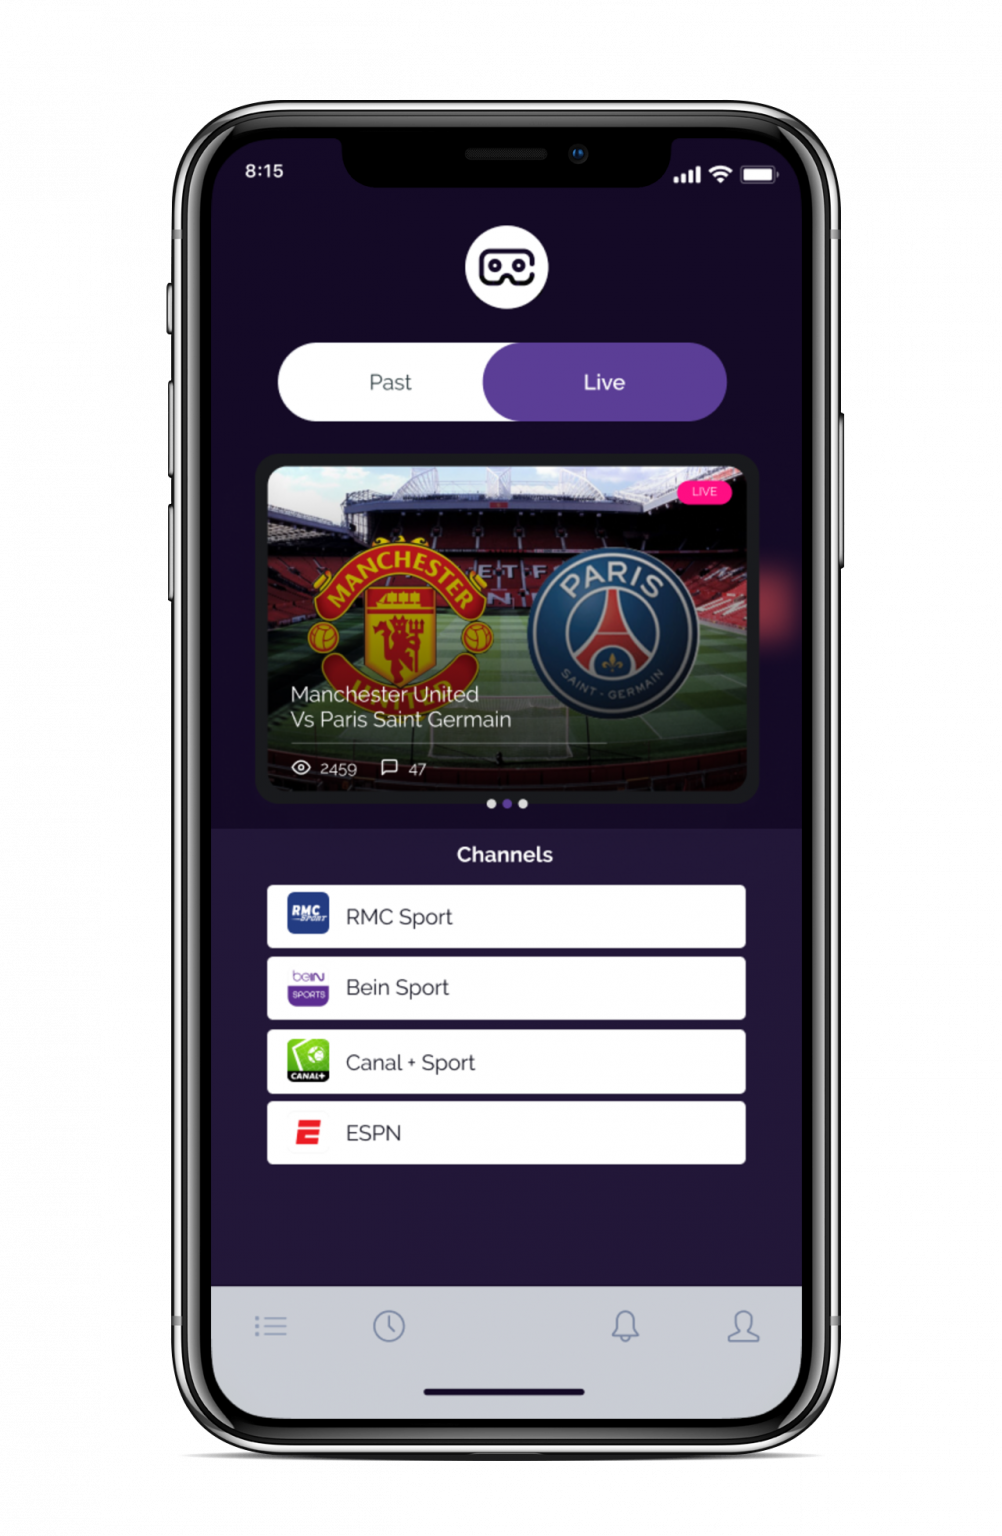 8:15
Past
Live
LIVE
MANCHESTER
UNITED
PARIS
SAINT-GERMAIN
Manchester United
Vs Paris Saint Germain
2459
47
Channels
RMC
SPORT
RMC Sport
beIN
SPORTS
Bein Sport
CANAL+
Canal + Sport
E
ESPN